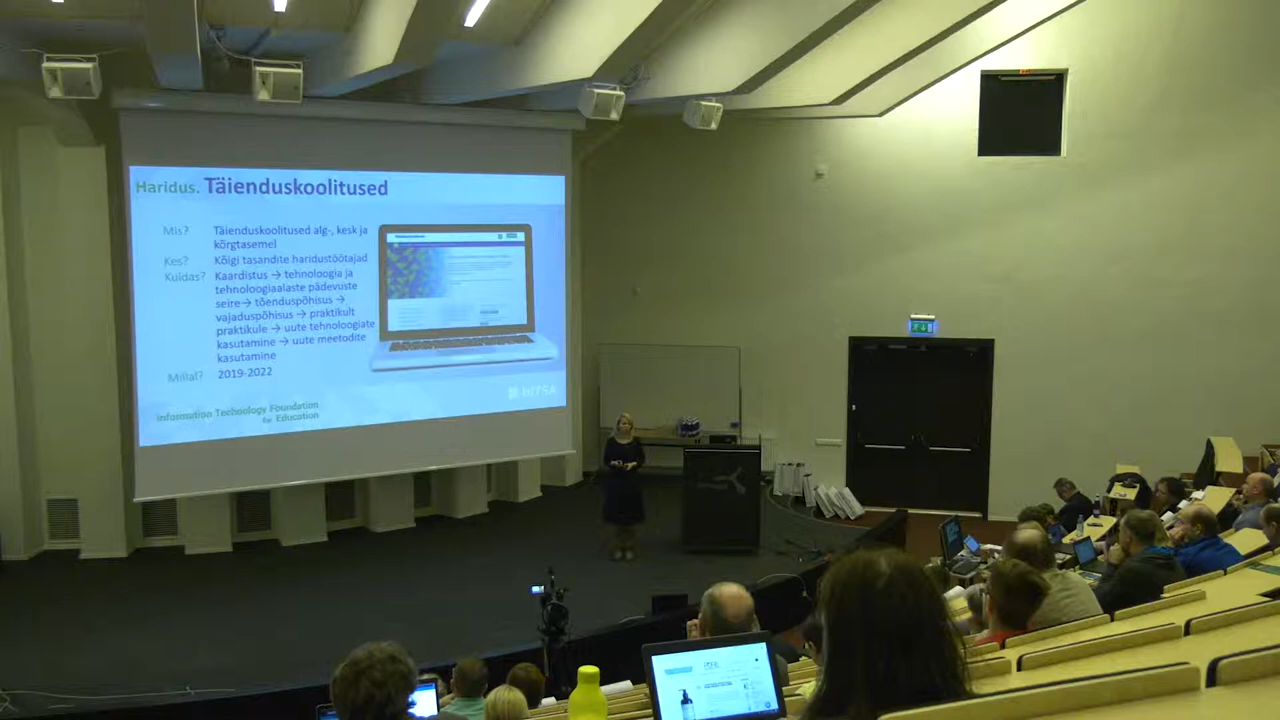 Haridus. Täienduskoolitused
Mis? Täienduskoolitused alg-, kesk ja
kõrgtasemel
Kes? Kõigi tasandite haridustöötajad
Kuidas? Kaardistus → tehnoloogia ja
tehnoloogiaalaste pädevuste
seire → tõenduspõhisus →
vajaduspõhisus → praktikult
praktikule → uute tehnoloogiate
kasutamine → uute meetodite
kasutamine
Millal? 2019-2022
Information Technology Foundation
for Education
HITSA